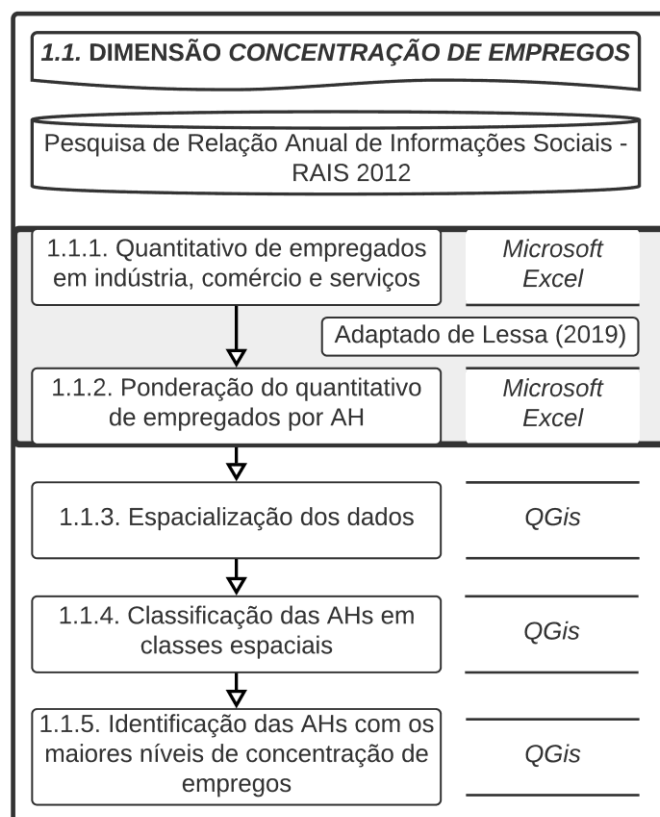 1.1. DIMENSÃO CONCENTRAÇÃO DE EMPREGOS
Pesquisa de Relação Anual de Informações Sociais -
RAIS 2012
1.1.1. Quantitativo de empregados
em indústria, comércio e serviços
Microsoft
Excel
Adaptado de Lessa (2019)
1.1.2. Ponderação do quantitativo
de empregados por AH
Microsoft
Excel
1.1.3. Espacialização dos dados
QGis
1.1.4. Classificação das AHs em
classes espaciais
QGis
1.1.5. Identificação das AHs com os
maiores níveis de concentração de
empregos
QGis